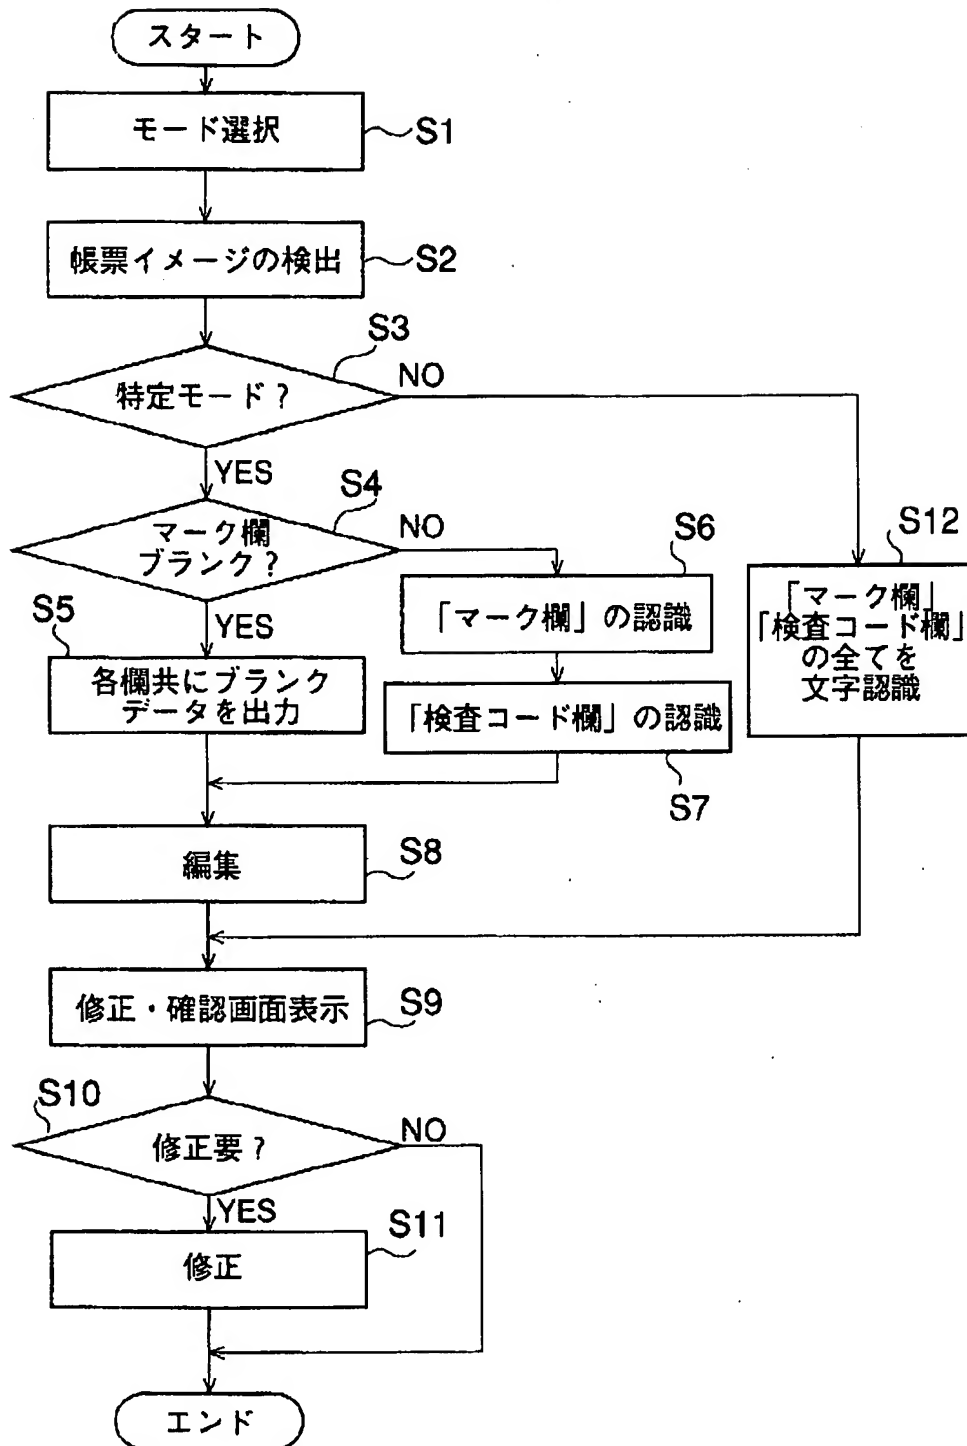 スタート
モード選択
S1
帳票イメージの検出
S2
S3
特定モード?
NO
YES
S4
マーク欄
ブランク?
NO
YES
S6
「マーク欄」の認識
S12
「マーク欄」
「検査コード欄」
の全てを
文字認識
S5
各欄共にブランク
データを出力
「検査コード欄」の認識
S7
編集
S8
修正・確認画面表示
S9
S10
修正要?
NO
YES
S11
修正
エンド